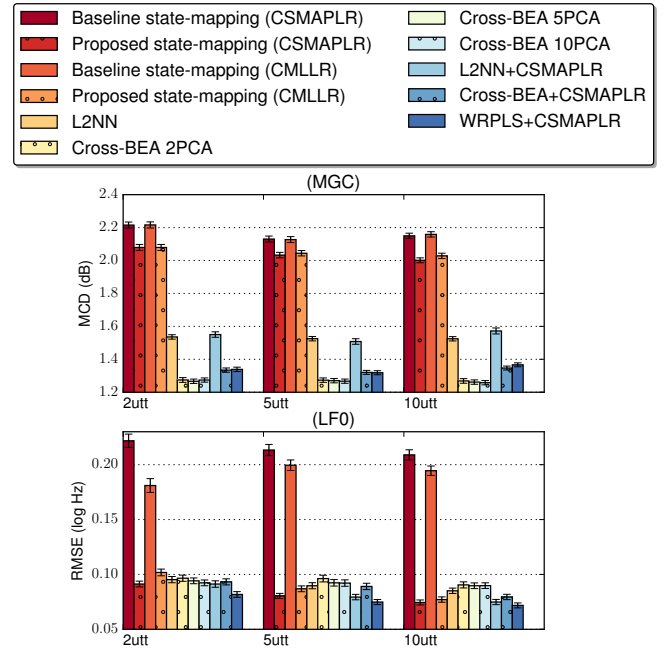 Baseline state-mapping (CSMAPLR)
Proposed state-mapping (CSMAPLR)
Baseline state-mapping (CMLLR)
Proposed state-mapping (CMLLR)
L2NN
Cross-BEA 2PCA
Cross-BEA 5PCA
Cross-BEA 10PCA
L2NN+CSMAPLR
Cross-BEA+CSMAPLR
WRPLS+CSMAPLR
(MGC)
MCD (dB)
2.4
2.2
2.0
1.8
1.6
1.4
1.2
2utt
5utt
10utt
(LF0)
RMSE (log Hz)
0.20
0.15
0.10
0.05
2utt
5utt
10utt